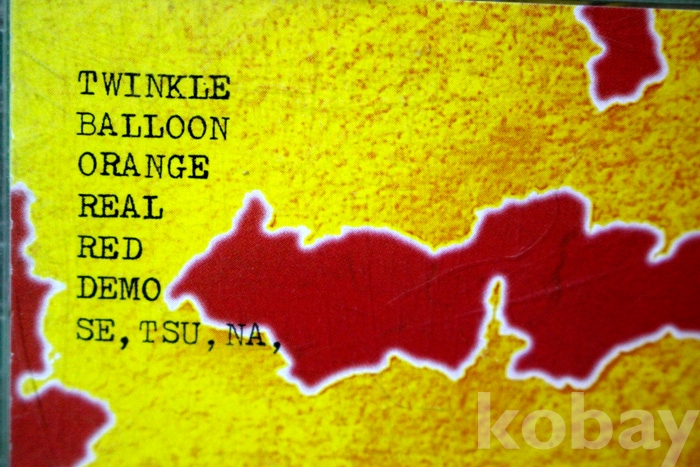 TWINKLE
BALLOON
ORANGE
REAL
RED
DEMO
SE,TSU,NA,
kobay